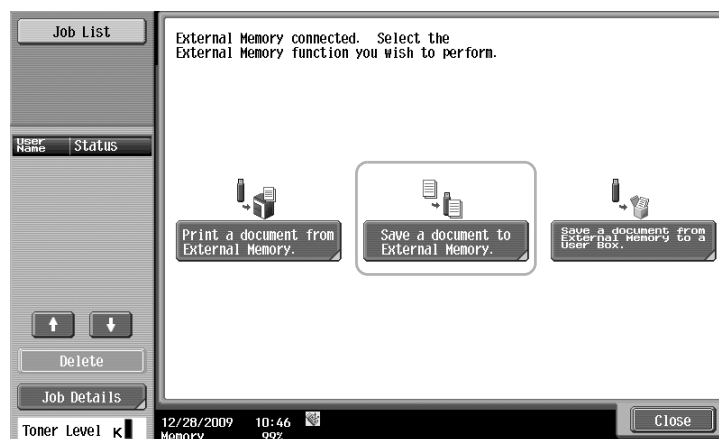 Job List
External Memory connected.  Select the
External Memory function you wish to perform.
User
Name
Status
Print a document from
External Memory.
Save a document to
External Memory.
Save a document from
External Memory to a
User Box.
Delete
Job Details
Toner Level K
12/28/2009 10:46
Memory 99%
Close